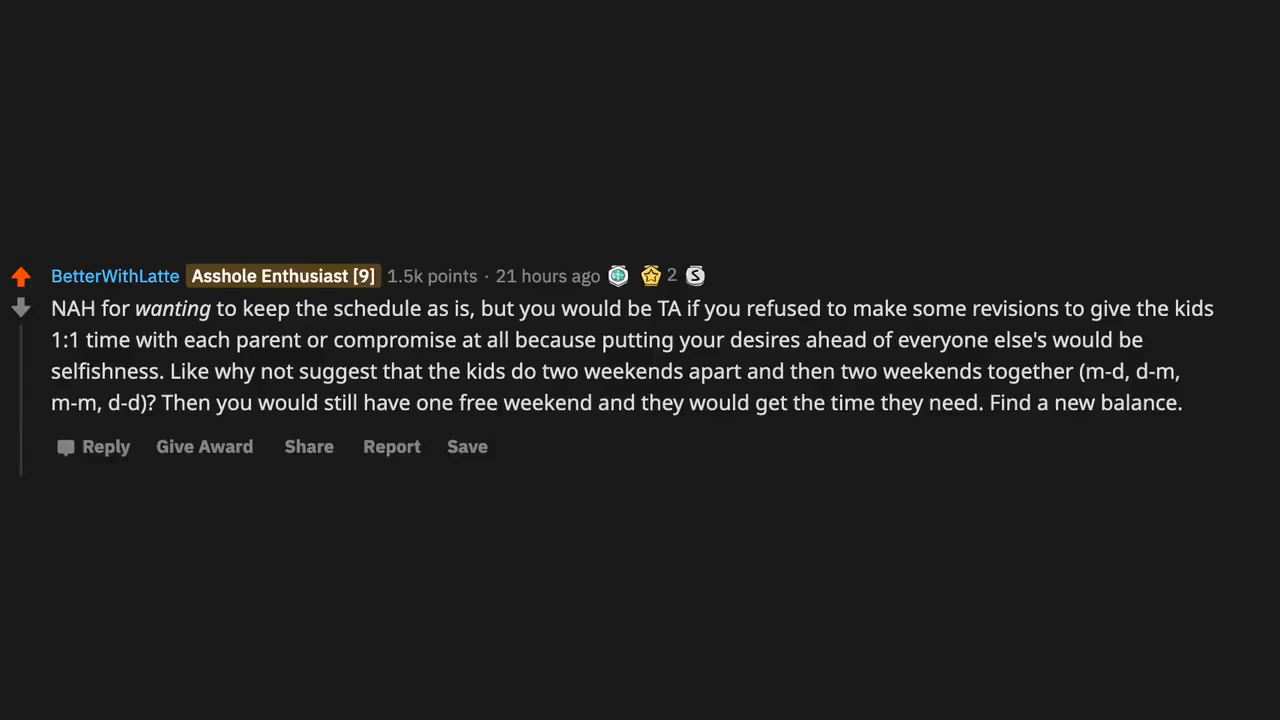 BetterWithLatte Asshole Enthusiast [9] 1.5k points · 21 hours ago 2 S
NAH for wanting to keep the schedule as is, but you would be TA if you refused to make some revisions to give the kids
1:1 time with each parent or compromise at all because putting your desires ahead of everyone else's would be
selfishness. Like why not suggest that the kids do two weekends apart and then two weekends together (m-d, d-m,
m-m, d-d)? Then you would still have one free weekend and they would get the time they need. Find a new balance.
Reply Give Award Share Report Save